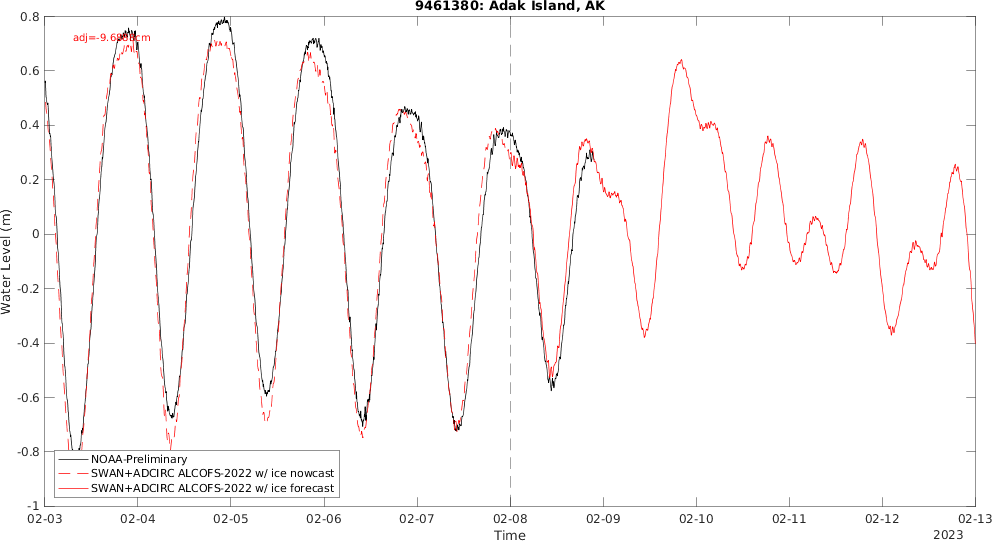 9461380: Adak Island, AK
0.8
0.6
0.4
0.2
0
-0.2
-0.4
-0.6
-0.8
-1
Water Level (m)
NOAA-Preliminary
SWAN+ADCIRC ALCOFS-2022 w/ ice nowcast
SWAN+ADCIRC ALCOFS-2022 w/ ice forecast
02-03 02-04 02-05 02-06 02-07 02-08 02-09 02-10 02-11 02-12 02-13
Time
2023